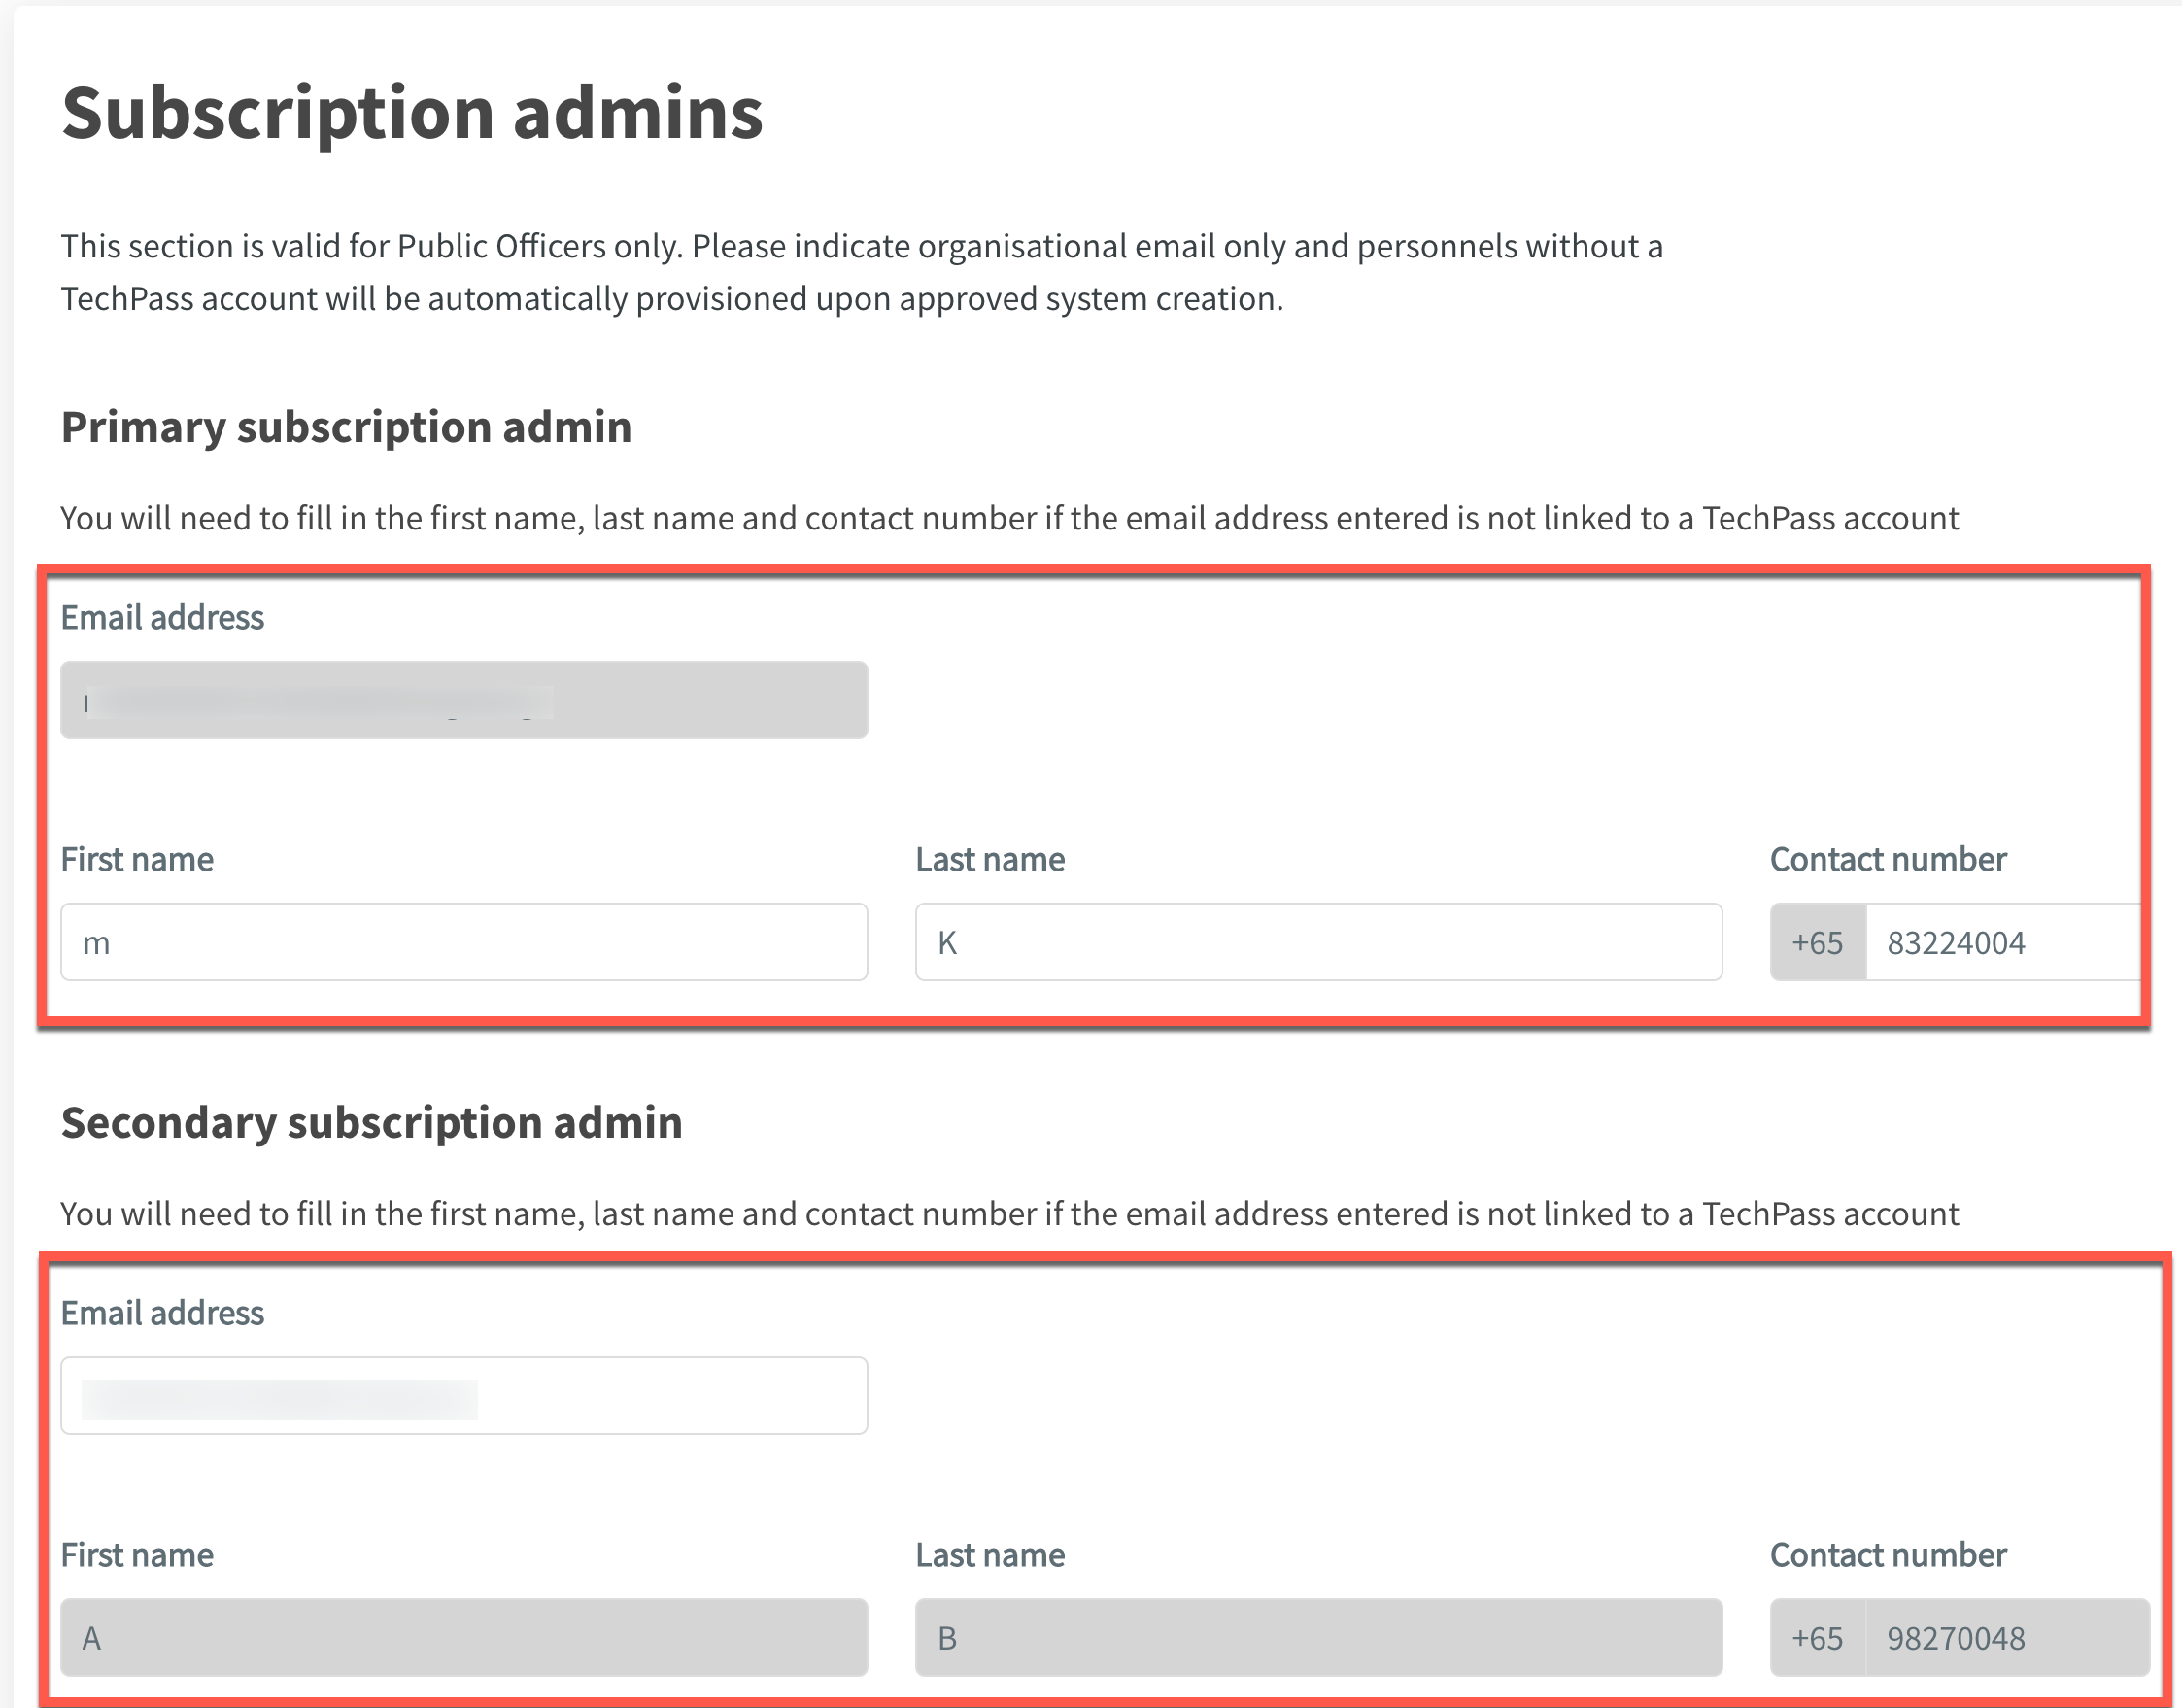 Subscription admins
This section is valid for Public Officers only. Please indicate organisational email only and personnels without a
TechPass account will be automatically provisioned upon approved system creation.
Primary subscription admin
You will need to fill in the first name, last name and contact number if the email address entered is not linked to a TechPass account
Email address
First name Last name Contact number
m K +65 83224004
Secondary subscription admin
You will need to fill in the first name, last name and contact number if the email address entered is not linked to a TechPass account
Email address
First name Last name Contact number
A B +65 98270048